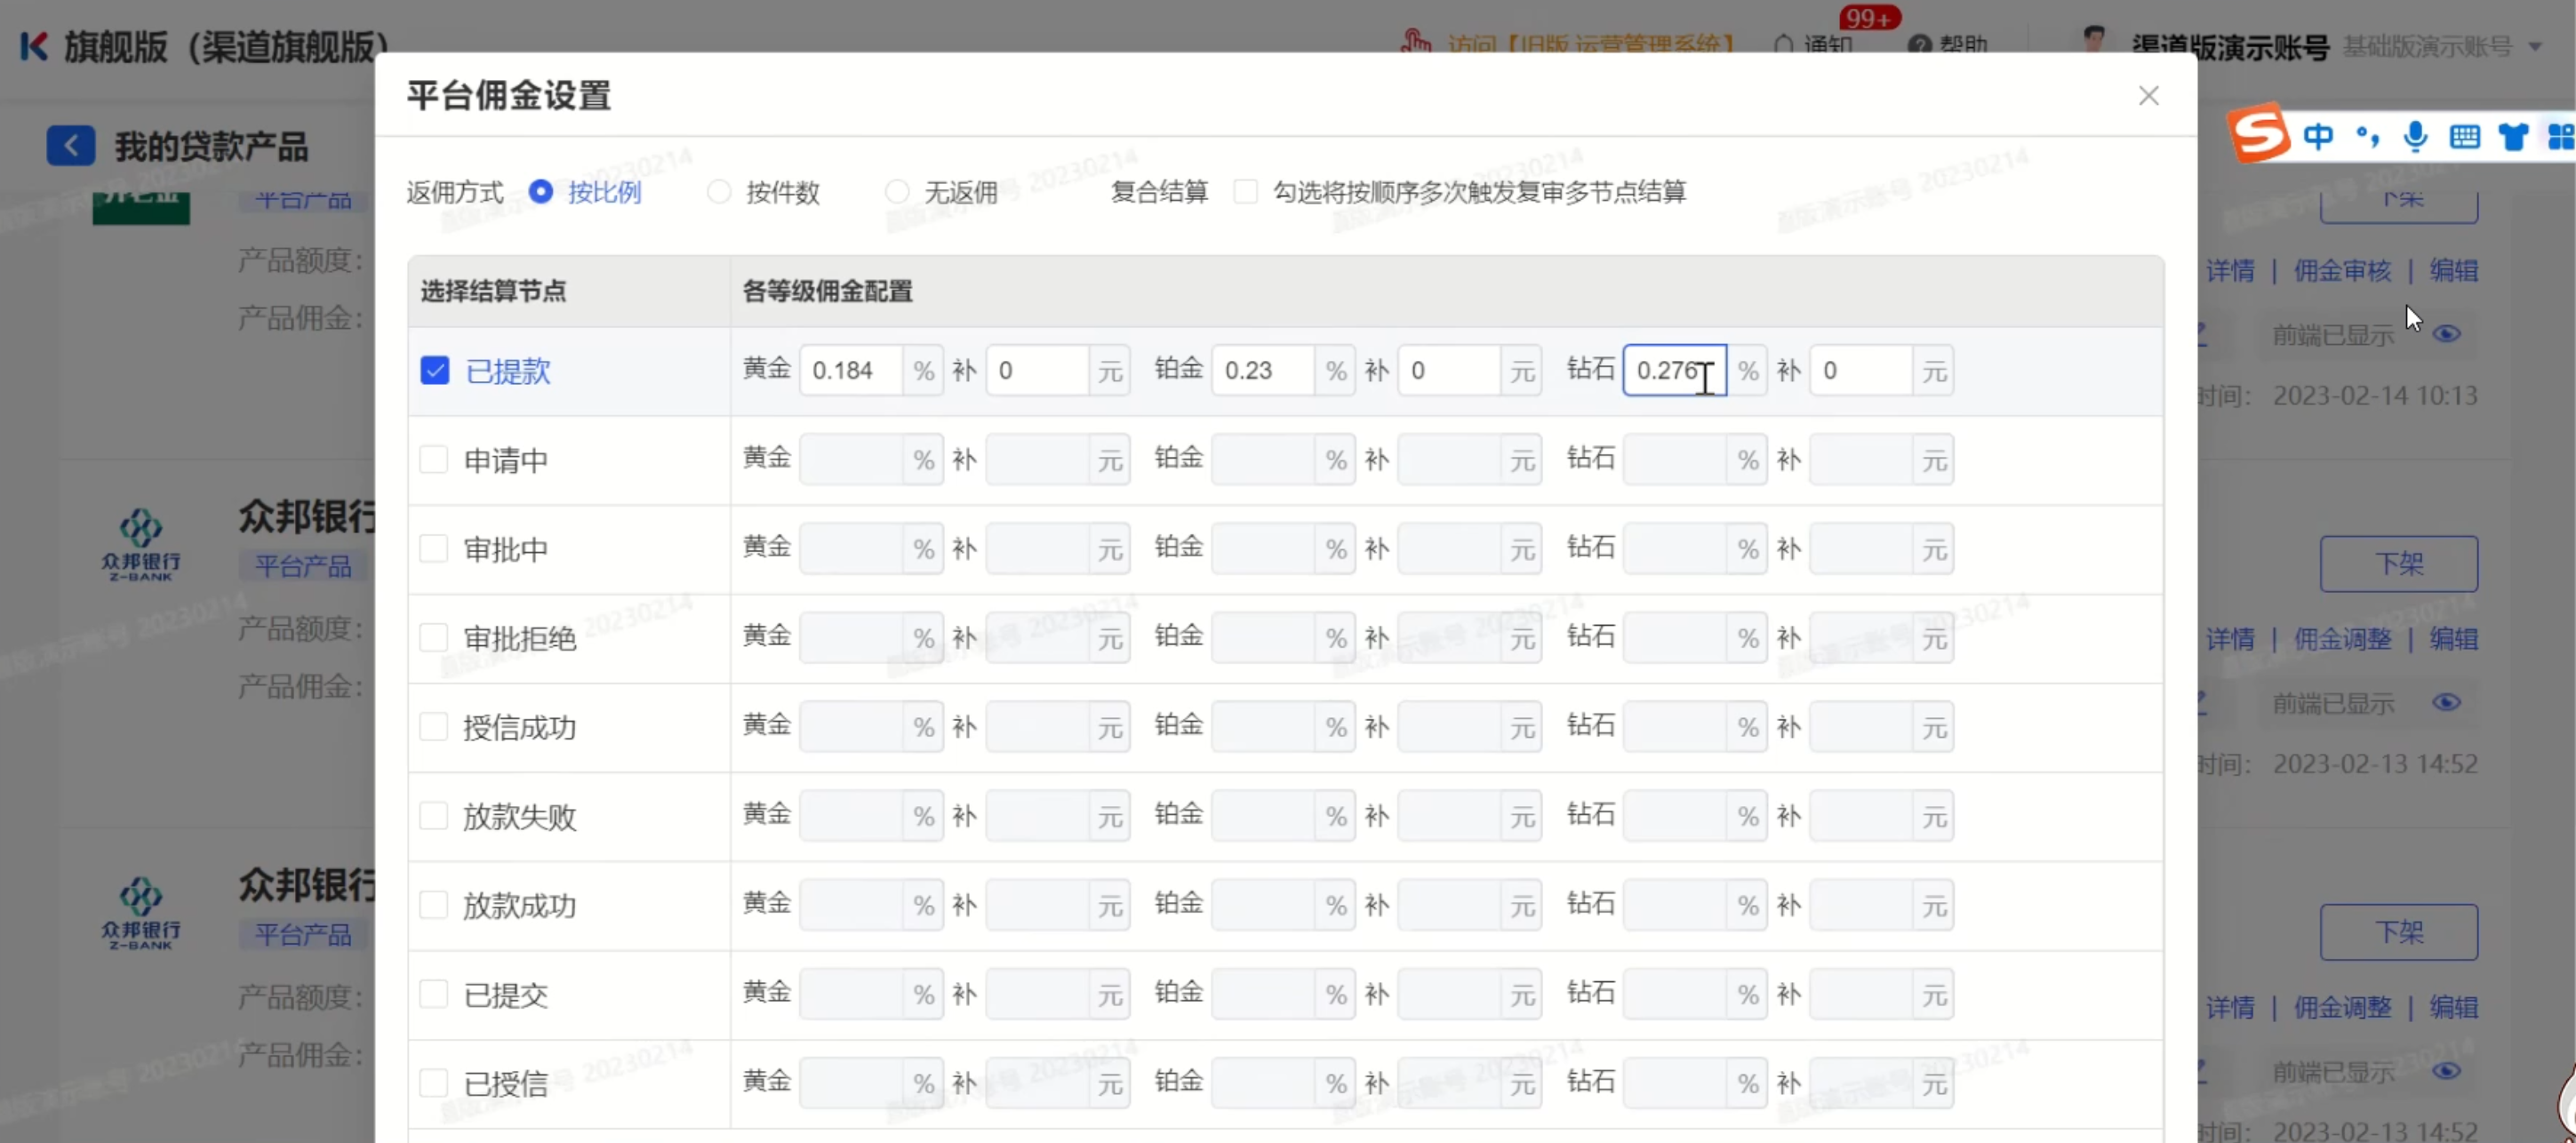 旗舰版（渠道旗舰版）
访问【旧版 运营管理系统】
通知
99+
帮助
渠道版演示账号 基础版演示账号
我的贷款产品
平台产品
产品额度：
产品佣金：
众邦银行
Z-BANK
众邦银行
平台产品
产品额度：
产品佣金：
众邦银行
Z-BANK
众邦银行
平台产品
产品额度：
产品佣金：
平台佣金设置
返佣方式 按比例 按件数 无返佣 复合结算 勾选将按顺序多次触发复审多节点结算
选择结算节点 各等级佣金配置
已提款 黄金 0.184 % 补 0 元 铂金 0.23 % 补 0 元 钻石 0.276 % 补 0 元
申请中 黄金 % 补 元 铂金 % 补 元 钻石 % 补 元
审批中 黄金 % 补 元 铂金 % 补 元 钻石 % 补 元
审批拒绝 黄金 % 补 元 铂金 % 补 元 钻石 % 补 元
授信成功 黄金 % 补 元 铂金 % 补 元 钻石 % 补 元
放款失败 黄金 % 补 元 铂金 % 补 元 钻石 % 补 元
放款成功 黄金 % 补 元 铂金 % 补 元 钻石 % 补 元
已提交 黄金 % 补 元 铂金 % 补 元 钻石 % 补 元
已授信 黄金 % 补 元 铂金 % 补 元 钻石 % 补 元
中
下架
详情 | 佣金审核 | 编辑
前端已显示
时间： 2023-02-14 10:13
下架
详情 | 佣金调整 | 编辑
前端已显示
时间： 2023-02-13 14:52
下架
详情 | 佣金调整 | 编辑
前端已显示
时间： 2023-02-13 14:52